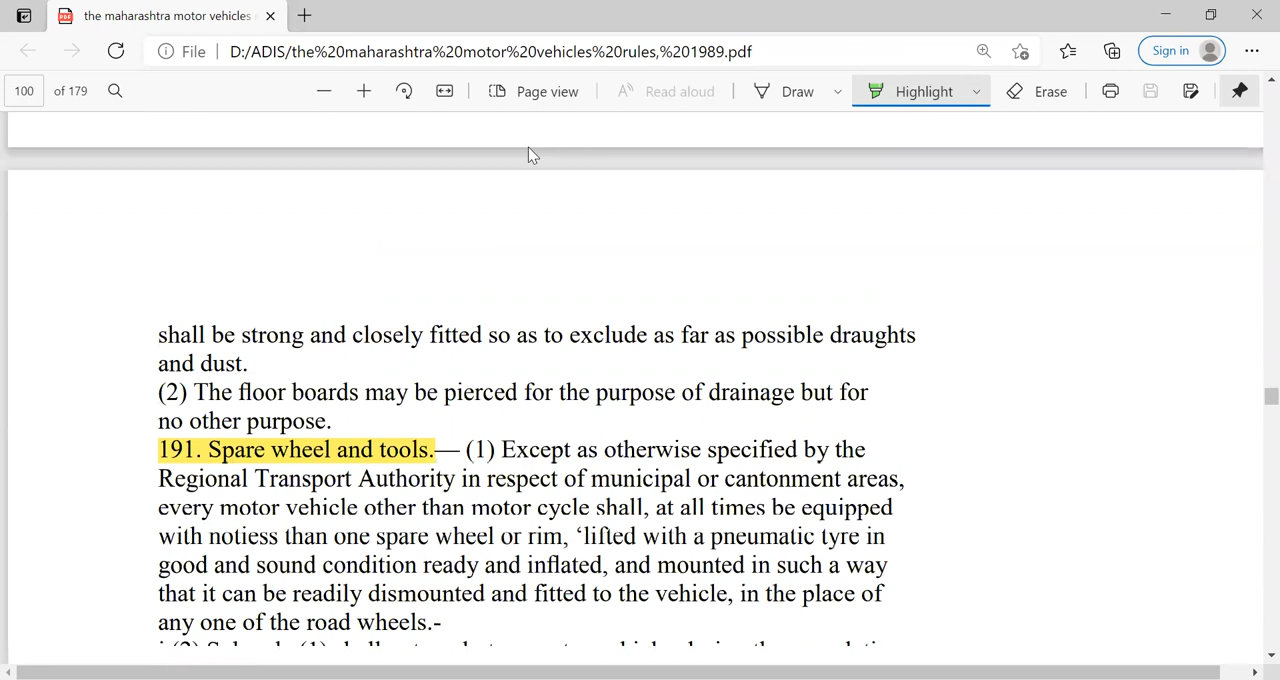 the maharashtra motor vehicles
File D:/ADIS/the%20maharashtra%20motor%20vehicles%20rules,%201989.pdf
Sign in
100 of 179
Page view
Read aloud
Draw
Highlight
Erase
shall be strong and closely fitted so as to exclude as far as possible draughts
and dust.
(2) The floor boards may be pierced for the purpose of drainage but for
no other purpose.
191. Spare wheel and tools.— (1) Except as otherwise specified by the
Regional Transport Authority in respect of municipal or cantonment areas,
every motor vehicle other than motor cycle shall, at all times be equipped
with notiess than one spare wheel or rim, ‘lifted with a pneumatic tyre in
good and sound condition ready and inflated, and mounted in such a way
that it can be readily dismounted and fitted to the vehicle, in the place of
any one of the road wheels.-